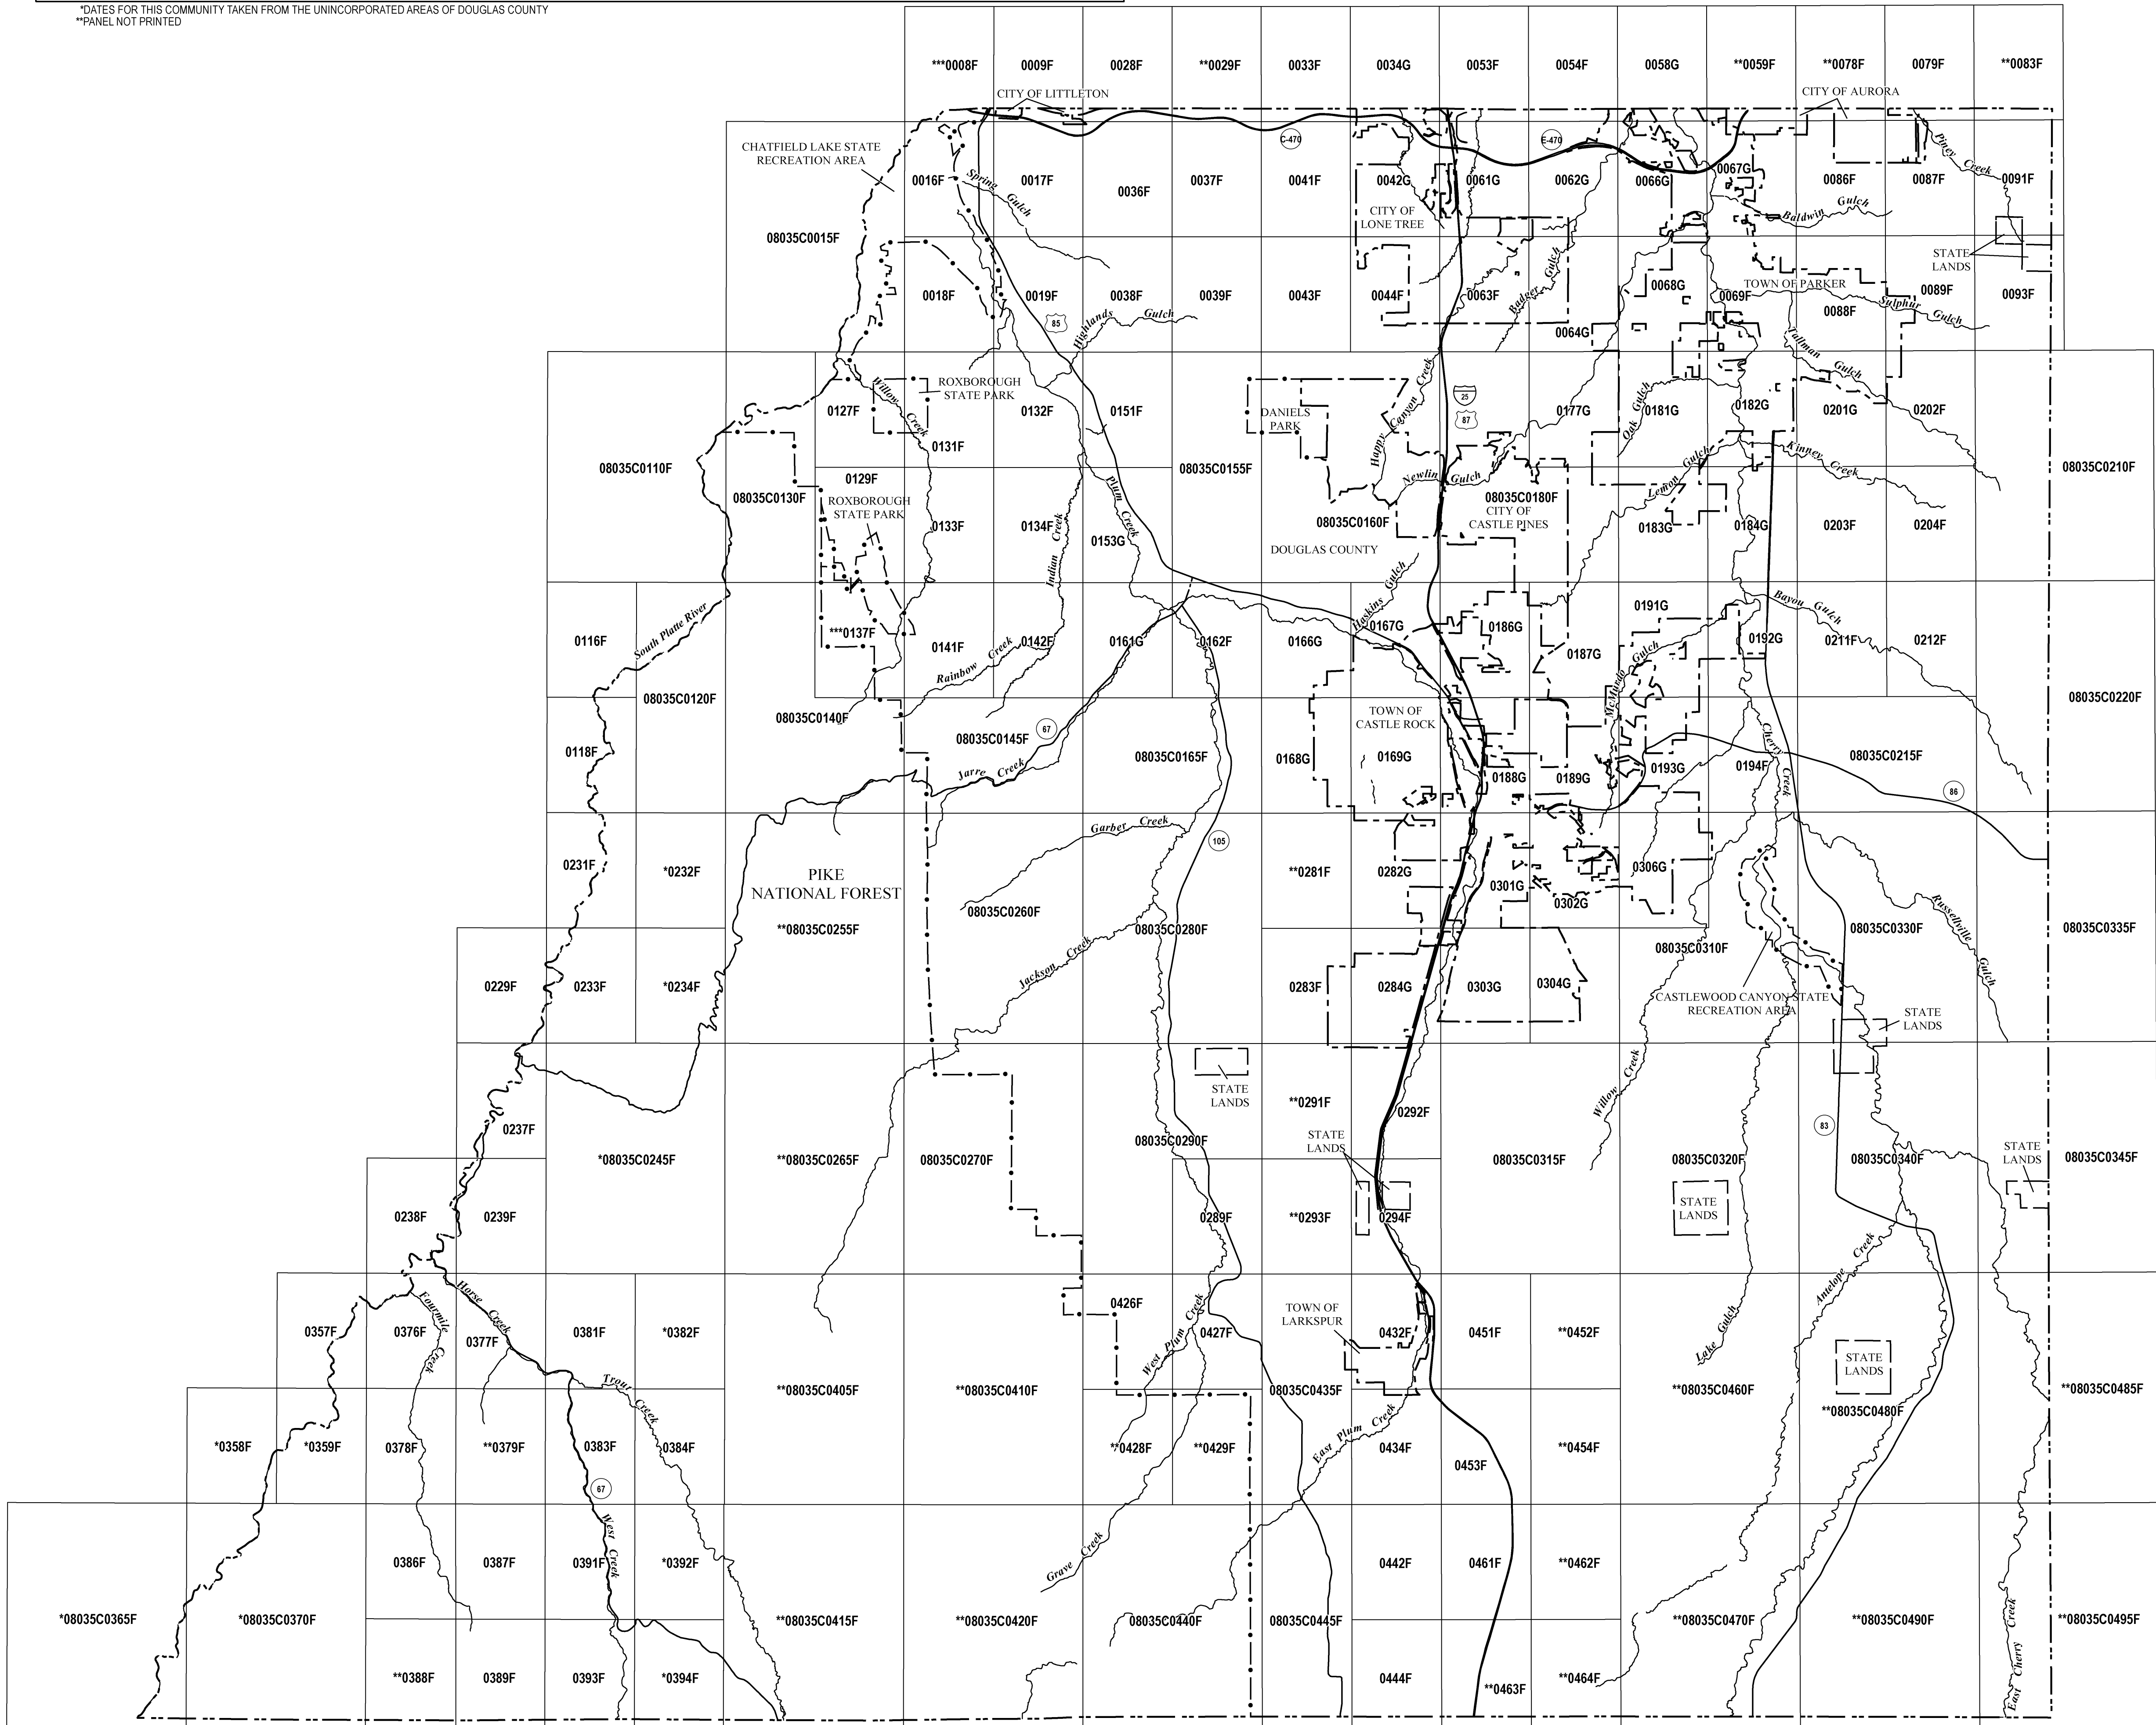 *DATES FOR THIS COMMUNITY TAKEN FROM THE UNINCORPORATED AREAS OF DOUGLAS COUNTY
**PANEL NOT PRINTED
***0008F
0009F
0028F
**0029F
0033F
0034G
0053F
0054F
0058G
**0059F
**0078F
0079F
**0083F
CITY OF LITTLETON
CITY OF AURORA
CHATFIELD LAKE STATE
RECREATION AREA
C-470
E-470
Piney Creek
0016F
Spring Gulch
0017F
0036F
0037F
0041F
0042G
0061G
0062G
0066G
0067G
0086F
0087F
0091F
CITY OF
LONE TREE
Baldwin Gulch
08035C0015F
STATE
LANDS
0018F
0019F
0038F
0039F
0043F
0044F
0063F
Badger Gulch
0064G
0068G
0069F
TOWN OF PARKER
0088F
Sulphur Gulch
0089F
0093F
85
Highlands Gulch
Tallman Gulch
Willow Creek
ROXBOROUGH
STATE PARK
0127F
0131F
0132F
0151F
DANIELS
PARK
Happy Canyon Creek
25
87
0177G
Oak Gulch
0181G
0182G
0201G
0202F
08035C0110F
08035C0130F
0129F
ROXBOROUGH
STATE PARK
08035C0155F
Newlin Gulch
Lemon Gulch
Kinney Creek
08035C0210F
0133F
0134F
Indian Creek
Plum Creek
0153G
08035C0160F
08035C0180F
CITY OF
CASTLE PINES
0183G
0184G
0203F
0204F
DOUGLAS COUNTY
0116F
South Platte River
***0137F
0141F
Rainbow Creek
0142F
0161G
0162F
0166G
Haskins Gulch
0167G
0186G
0187G
0191G
McMurdo Gulch
0192G
Bayou Gulch
0211F
0212F
08035C0120F
08035C0140F
08035C0220F
0118F
08035C0145F
67
Jarre Creek
08035C0165F
0168G
TOWN OF
CASTLE ROCK
0169G
0188G
0189G
0193G
0194F
Cherry Creek
08035C0215F
86
0231F
*0232F
PIKE
NATIONAL FOREST
**08035C0255F
Garber Creek
105
08035C0260F
**0281F
0282G
0301G
0302G
0306G
08035C0280F
Jackson Creek
08035C0310F
08035C0330F
Russellville Gulch
08035C0335F
0229F
0233F
*0234F
0283F
0284G
0303G
0304G
CASTLEWOOD CANYON STATE
RECREATION AREA
STATE
LANDS
0237F
*08035C0245F
**08035C0265F
08035C0270F
STATE
LANDS
08035C0290F
**0291F
0292F
STATE
LANDS
Willow Creek
08035C0315F
08035C0320F
83
08035C0340F
STATE
LANDS
08035C0345F
0238F
0239F
0289F
**0293F
0294F
STATE
LANDS
Horse Creek
Fourmile Creek
Antelope Creek
0357F
0376F
0377F
0381F
*0382F
0426F
West Plum Creek
0427F
TOWN OF
LARKSPUR
0432F
0451F
**0452F
Lake Gulch
STATE
LANDS
Trout Creek
**08035C0405F
**08035C0410F
08035C0435F
**08035C0460F
**08035C0480F
**08035C0485F
*0358F
*0359F
0378F
**0379F
0383F
0384F
**0428F
**0429F
East Plum Creek
0434F
0453F
**0454F
67
West Creek
0386F
0387F
0391F
*0392F
Grave Creek
0442F
0461F
**0462F
*08035C0365F
*08035C0370F
**08035C0415F
**08035C0420F
08035C0440F
08035C0445F
**08035C0470F
**08035C0490F
East Cherry Creek
**08035C0495F
**0388F
0389F
0393F
*0394F
0444F
**0463F
**0464F